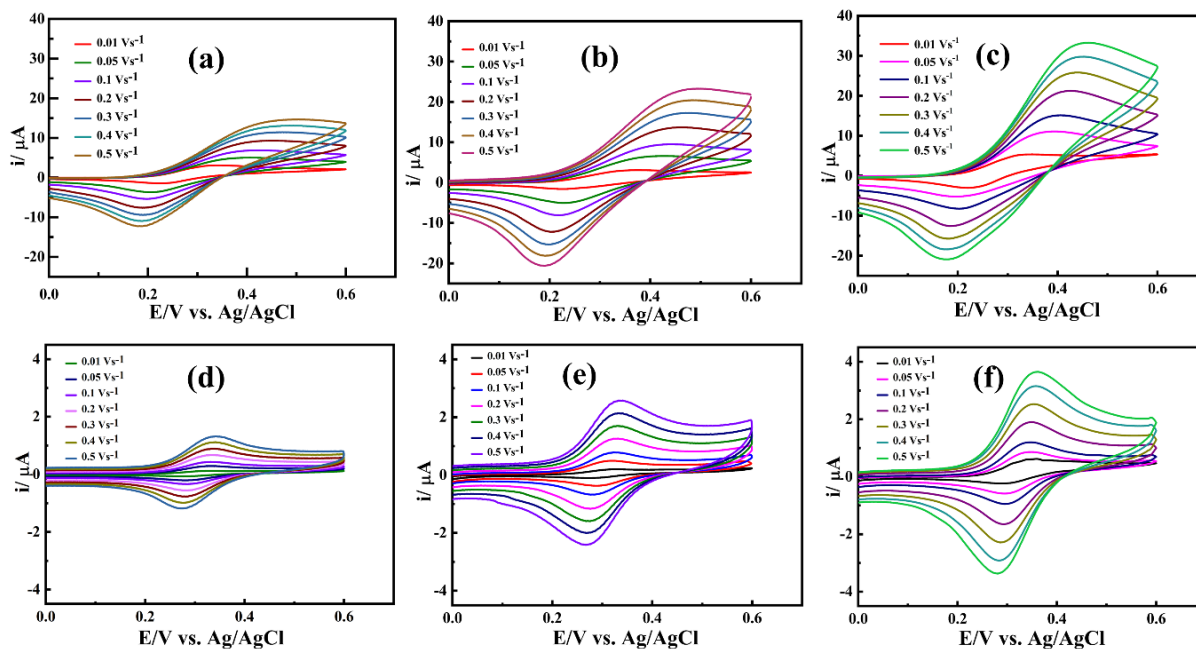 (a)
40
30
20
10
0
-10
-20
i/ μA
0.01 Vs-1
0.05 Vs-1
0.1 Vs-1
0.2 Vs-1
0.3 Vs-1
0.4 Vs-1
0.5 Vs-1
0.0 0.2 0.4 0.6
E/V vs. Ag/AgCl
(b)
40
30
20
10
0
-10
-20
i/ μA
0.01 Vs-1
0.05 Vs-1
0.1 Vs-1
0.2 Vs-1
0.3 Vs-1
0.4 Vs-1
0.5 Vs-1
0.0 0.2 0.4 0.6
E/V vs. Ag/AgCl
(c)
40
30
20
10
0
-10
-20
i/ μA
0.01 Vs-1
0.05 Vs-1
0.1 Vs-1
0.2 Vs-1
0.3 Vs-1
0.4 Vs-1
0.5 Vs-1
0.0 0.2 0.4 0.6
E/V vs. Ag/AgCl
(d)
4
2
0
-2
-4
i/ μA
0.01 Vs-1
0.05 Vs-1
0.1 Vs-1
0.2 Vs-1
0.3 Vs-1
0.4 Vs-1
0.5 Vs-1
0.0 0.2 0.4 0.6
E/V vs. Ag/AgCl
(e)
4
2
0
-2
-4
i/ μA
0.01 Vs-1
0.05 Vs-1
0.1 Vs-1
0.2 Vs-1
0.3 Vs-1
0.4 Vs-1
0.5 Vs-1
0.0 0.2 0.4 0.6
E/V vs. Ag/AgCl
(f)
4
2
0
-2
-4
i/ μA
0.01 Vs-1
0.05 Vs-1
0.1 Vs-1
0.2 Vs-1
0.3 Vs-1
0.4 Vs-1
0.5 Vs-1
0.0 0.2 0.4 0.6
E/V vs. Ag/AgCl